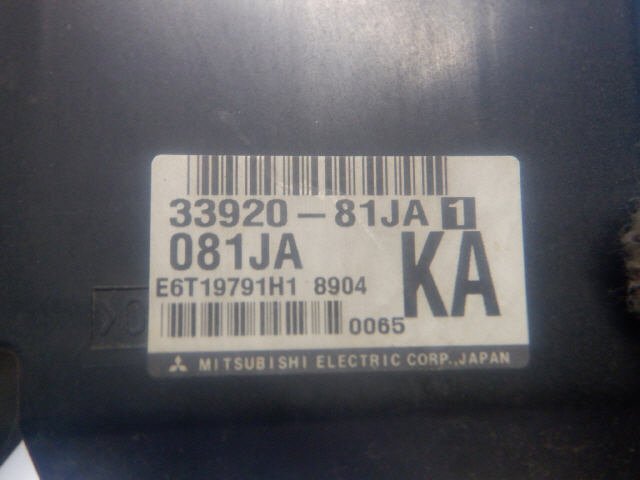 33920-81JA 1
081JA
KA
E6T19791H1 8904
0065
MITSUBISHI ELECTRIC CORP., JAPAN